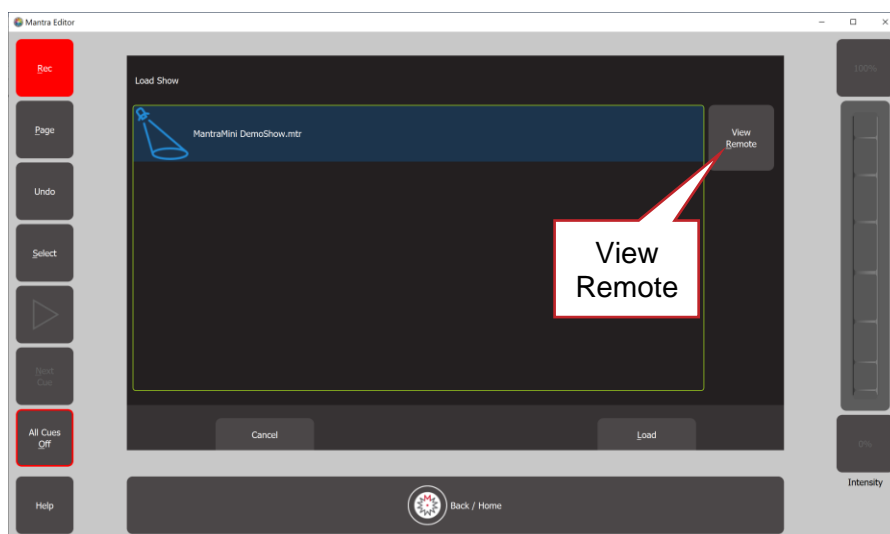 Mantra Editor
Rec
100%
Load Show
MantraMini DemoShow.mtr
View
Remote
Page
Undo
Select
View
Remote
Next
Cue
All Cues
Off
Cancel
Load
0%
Intensity
Help
M
Back / Home